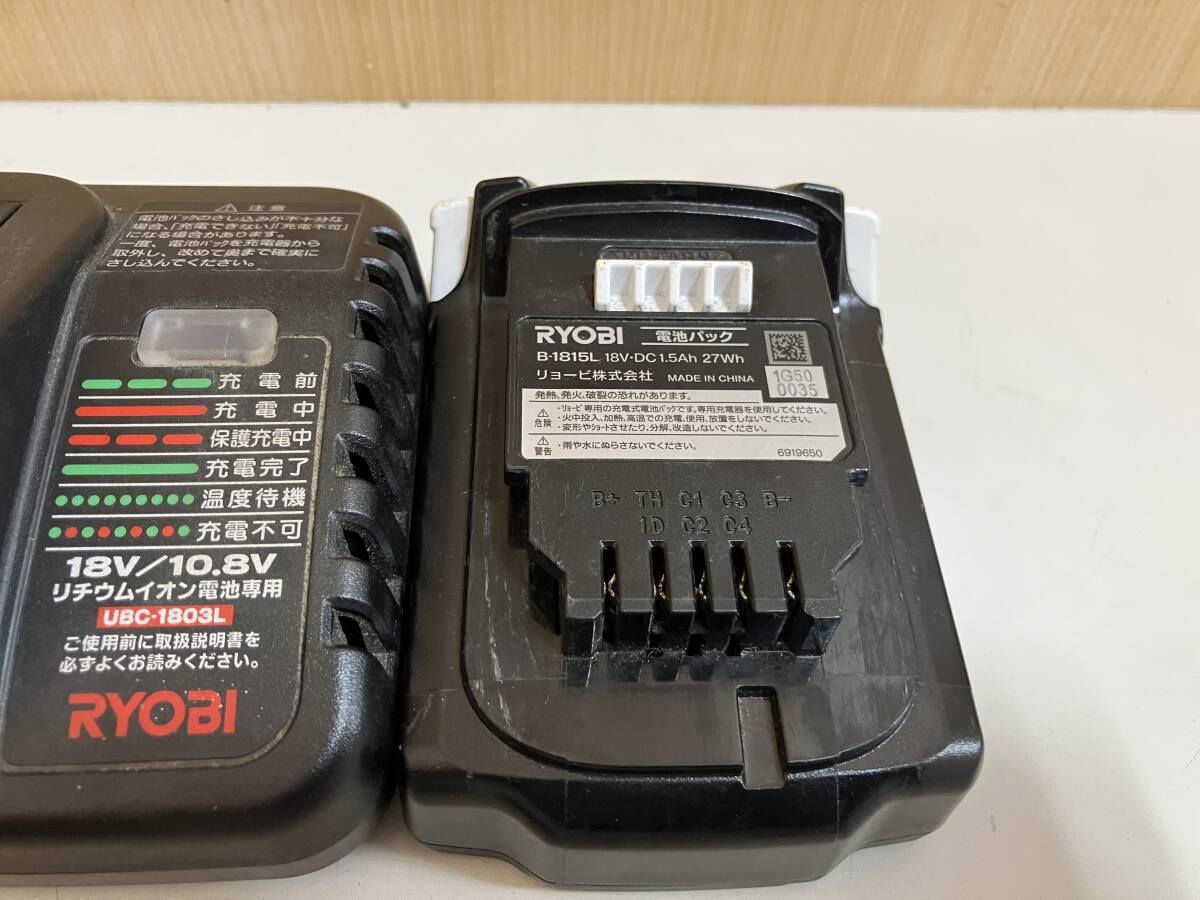 ⚠ 注意
電池パックのさし込みが不十分な
場合、「充電できない」「充電不可」
になる場合があります。
一度、電池パックを充電器から
取外し、改めて奥まで確実に
さし込んでください。
充電前
充電中
保護充電中
充電完了
温度待機
充電不可
18V/10.8V
リチウムイオン電池専用
UBC-1803L
ご使用前に取扱説明書を
必ずよくお読みください。
RYOBI
RYOBI 電池パック
B-1815L 18V⋅DC 1.5Ah 27Wh
リョービ株式会社 MADE IN CHINA
1G50
0035
発熱、発火、破裂の恐れがあります。
⚠ 危険
・リョービ専用の充電式電池パックです。専用充電器を使用してください。
・火中投入、加熱、高温での充電、使用、放置をしないでください。
・変形やショートさせたり、分解、改造しないでください。
⚠ 警告
・雨や水にぬらさないでください。
6919650
B+ TH C1 C3 B-
1D C2 C4